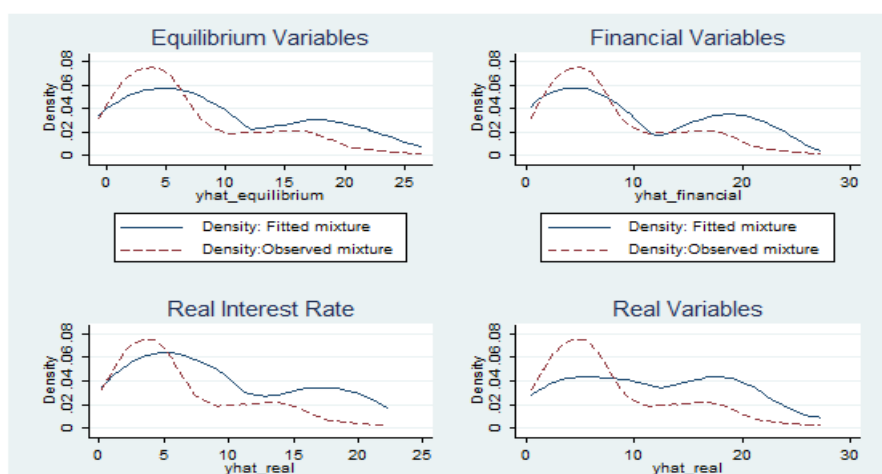 Equilibrium Variables
Density
0 .02 .04 .06 .08
0 5 10 15 20 25
yhat_equilibrium
Density: Fitted mixture
Density:Observed mixture
Financial Variables
Density
0 .02 .04 .06 .08
0 10 20 30
yhat_financial
Density: Fitted mixture
Density:Observed mixture
Real Interest Rate
Density
0 .02 .04 .06 .08
0 5 10 15 20 25
yhat_real
Real Variables
Density
0 .02 .04 .06 .08
0 10 20 30
yhat_real